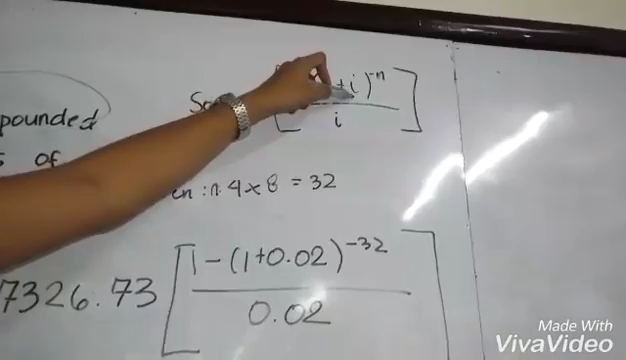 +i)^-n
i
pounded
of
n: 4 × 8 = 32
7326.73 [1 - (1+0.02)^-32
0.02]
Made With
VivaVideo